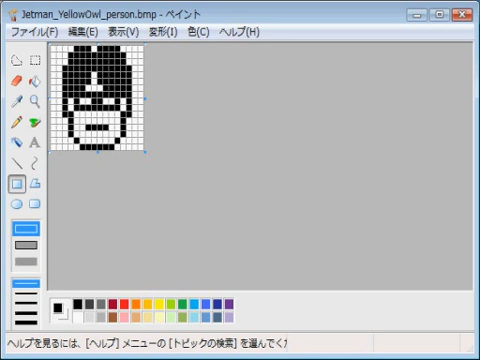 Jetman_YellowOwl_person.bmp - ペイント
ファイル(F) 編集(E) 表示(V) 変形(I) 色(C) ヘルプ(H)
A
ヘルプを見るには、[ヘルプ] メニューの [トピックの検索] を選んでくだ